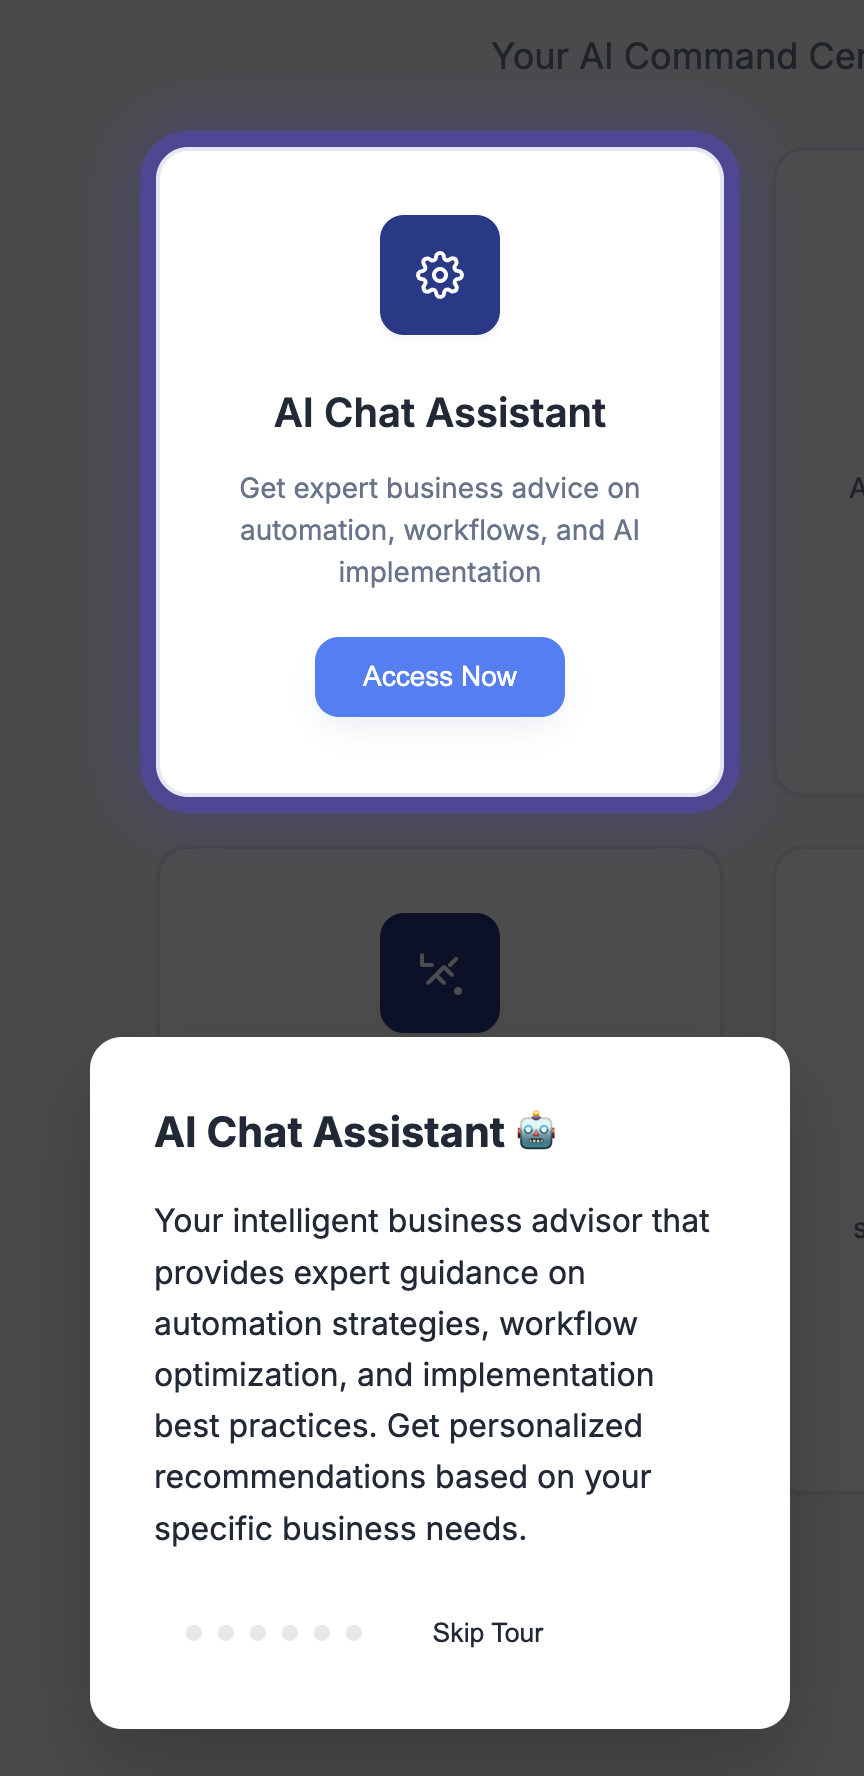 Your AI Command Cer
AI Chat Assistant
Get expert business advice on
automation, workflows, and AI
implementation
Access Now
A
s
AI Chat Assistant 🤖
Your intelligent business advisor that
provides expert guidance on
automation strategies, workflow
optimization, and implementation
best practices. Get personalized
recommendations based on your
specific business needs.
Skip Tour